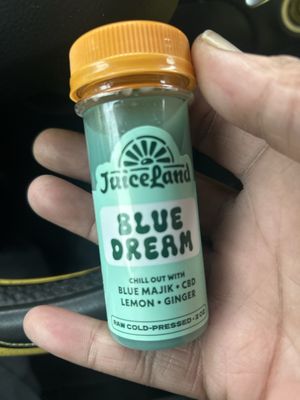 JuiceLand
BLUE
DREAM
CHILL OUT WITH
BLUE MAJIK • CBD
LEMON • GINGER
RAW COLD-PRESSED • 2 OZ